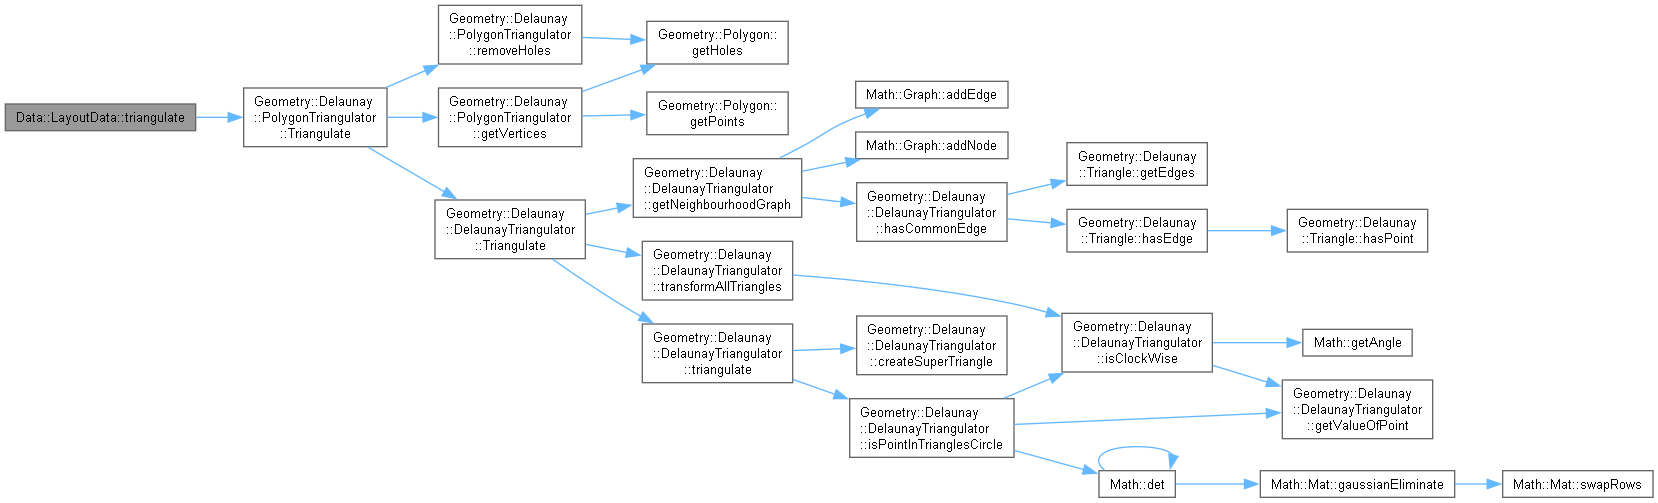 Data::LayoutData::triangulate
Geometry::Delaunay
::PolygonTriangulator
::Triangulate
Geometry::Delaunay
::PolygonTriangulator
::removeHoles
Geometry::Delaunay
::PolygonTriangulator
::getVertices
Geometry::Polygon::
getHoles
Geometry::Polygon::
getPoints
Geometry::Delaunay
::DelaunayTriangulator
::Triangulate
Geometry::Delaunay
::DelaunayTriangulator
::getNeighbourhoodGraph
Geometry::Delaunay
::DelaunayTriangulator
::transformAllTriangles
Geometry::Delaunay
::DelaunayTriangulator
::triangulate
Math::Graph::addEdge
Math::Graph::addNode
Geometry::Delaunay
::DelaunayTriangulator
::hasCommonEdge
Geometry::Delaunay
::Triangle::getEdges
Geometry::Delaunay
::Triangle::hasEdge
Geometry::Delaunay
::Triangle::hasPoint
Geometry::Delaunay
::DelaunayTriangulator
::createSuperTriangle
Geometry::Delaunay
::DelaunayTriangulator
::isPointInTrianglesCircle
Geometry::Delaunay
::DelaunayTriangulator
::isClockWise
Math::getAngle
Geometry::Delaunay
::DelaunayTriangulator
::getValueOfPoint
Math::det
Math::Mat::gaussianEliminate
Math::Mat::swapRows